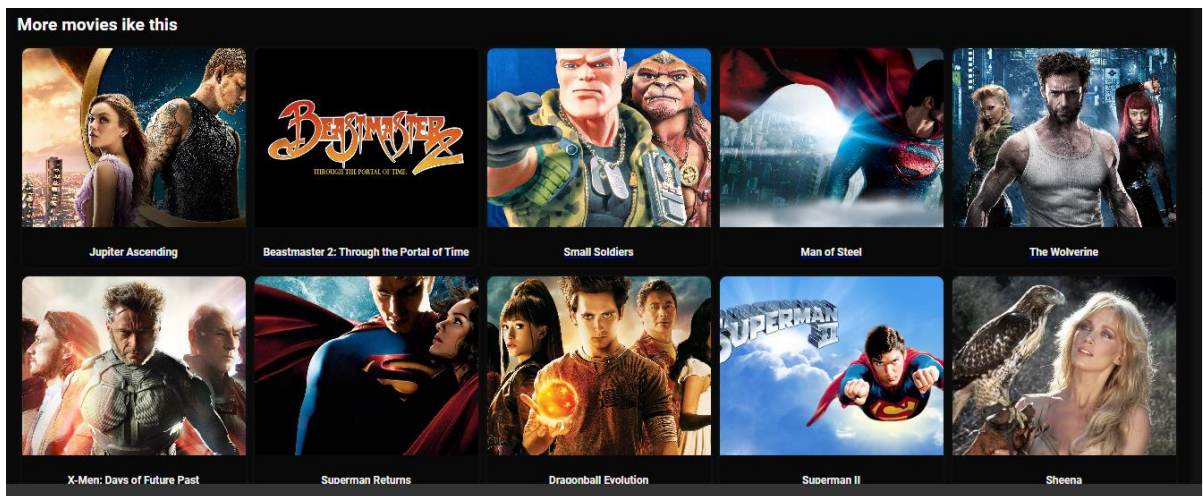 More movies ike this
BEASTMASTER 2
THROUGH THE PORTAL OF TIME.
Jupiter Ascending
Beastmaster 2: Through the Portal of Time
Small Soldiers
Man of Steel
The Wolverine
SUPERMAN II
X-Men: Days of Future Past
Superman Returns
Dragonball Evolution
Superman II
Sheena